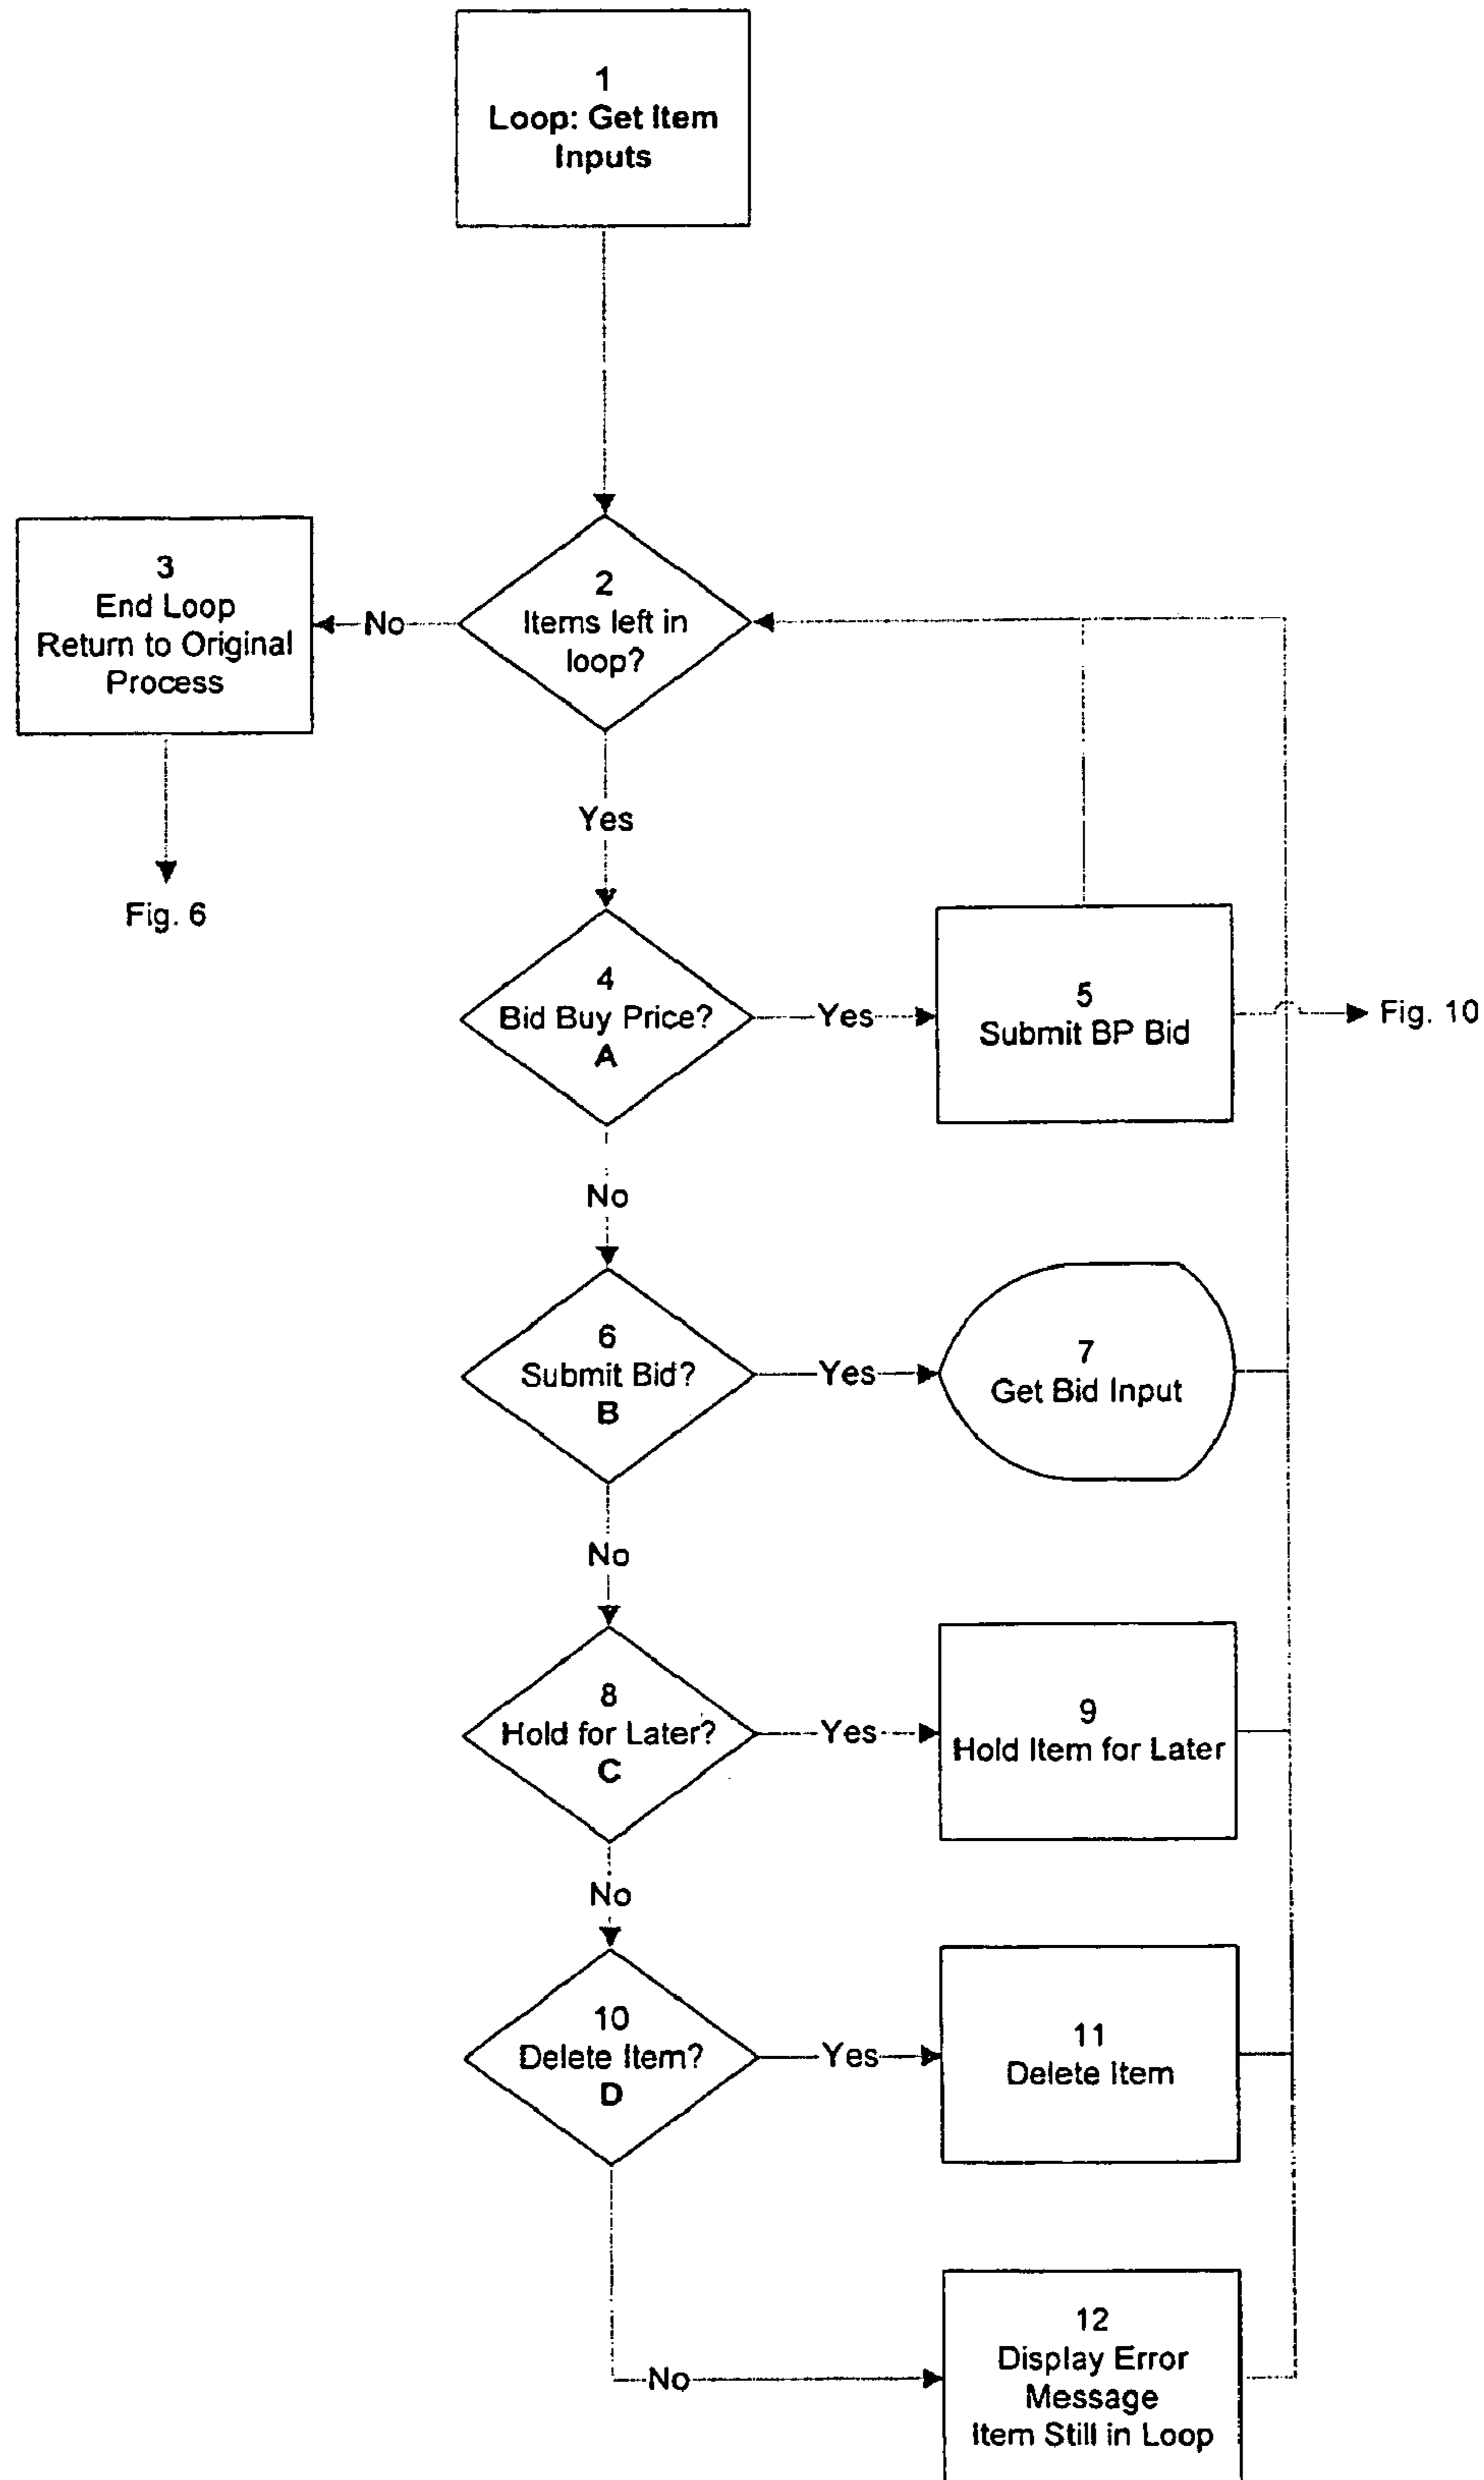 1
Loop: Get Item
Inputs
2
Items left in
loop?
No
3
End Loop
Return to Original
Process
Fig. 6
Yes
4
Bid Buy Price?
A
Yes
5
Submit BP Bid
Fig. 10
No
6
Submit Bid?
B
Yes
7
Get Bid Input
No
8
Hold for Later?
C
Yes
9
Hold Item for Later
No
10
Delete Item?
D
Yes
11
Delete Item
No
12
Display Error
Message
Item Still in Loop